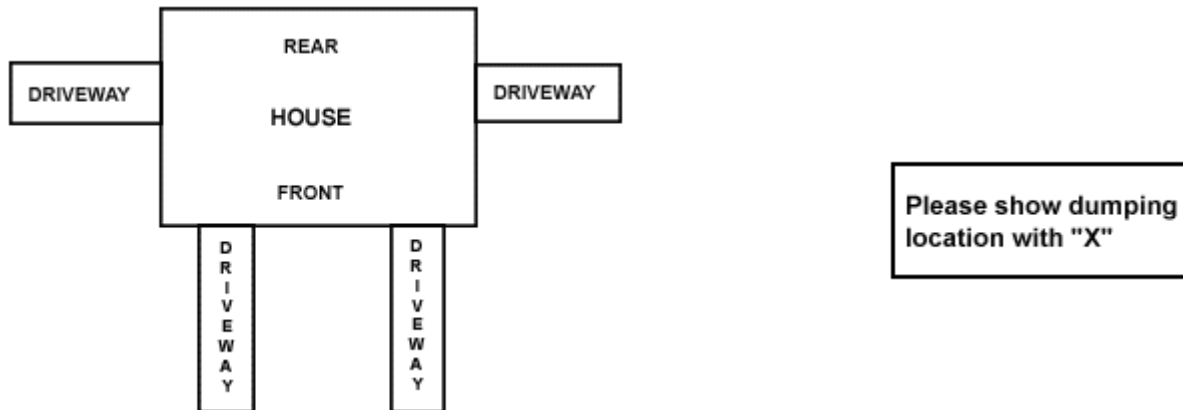 REAR
DRIVEWAY
DRIVEWAY
HOUSE
FRONT
DRIVEWAY
DRIVEWAY
Please show dumping
location with "X"